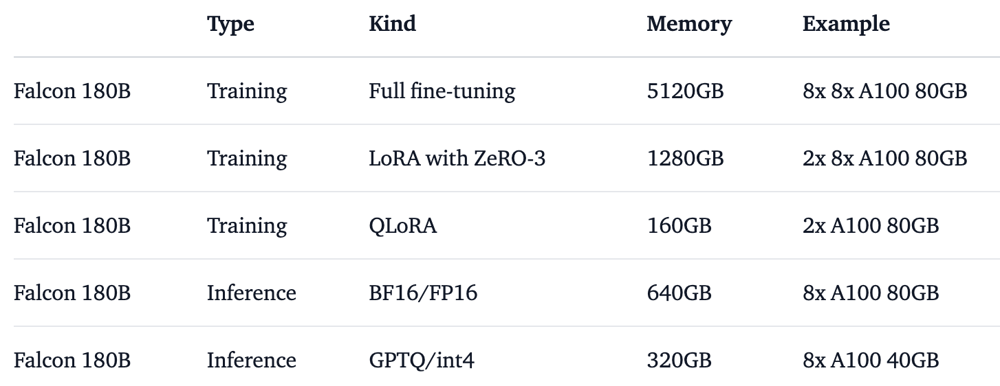 Type Kind Memory Example
Falcon 180B Training Full fine-tuning 5120GB 8x 8x A100 80GB
Falcon 180B Training LoRA with ZeRO-3 1280GB 2x 8x A100 80GB
Falcon 180B Training QLoRA 160GB 2x A100 80GB
Falcon 180B Inference BF16/FP16 640GB 8x A100 80GB
Falcon 180B Inference GPTQ/int4 320GB 8x A100 40GB